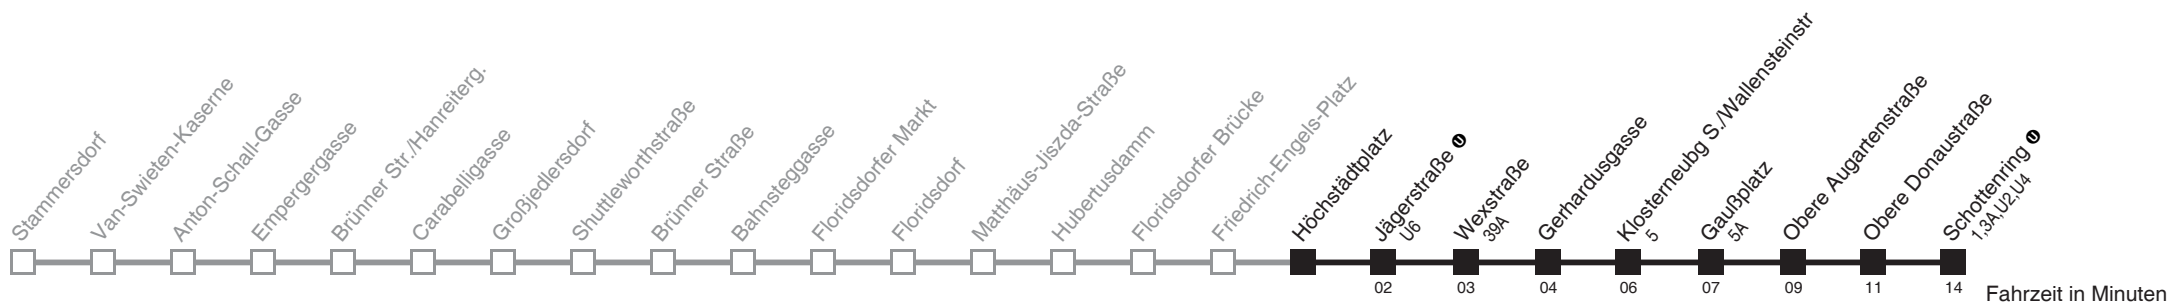 Stammersdorf
Van-Swieten-Kaserne
Anton-Schall-Gasse
Empergergasse
Brünner Str./Hanreiterg.
Carabelligasse
Großjedlersdorf
Shuttleworthstraße
Brünner Straße
Bahnsteggasse
Floridsdorfer Markt
Floridsdorf
Matthäus-Jiszda-Straße
Hubertusdamm
Floridsdorfer Brücke
Friedrich-Engels-Platz
Höchstädtplatz
Jägerstraße U
U6
Wexstraße
39A
Gerhardusgasse
Klosterneubg S./Wallensteinstr
5
Gaußplatz
5A
Obere Augartenstraße
Obere Donaustraße
Schottenring U
1,3A,U2,U4
02 03 04 06 07 09 11 14 Fahrzeit in Minuten